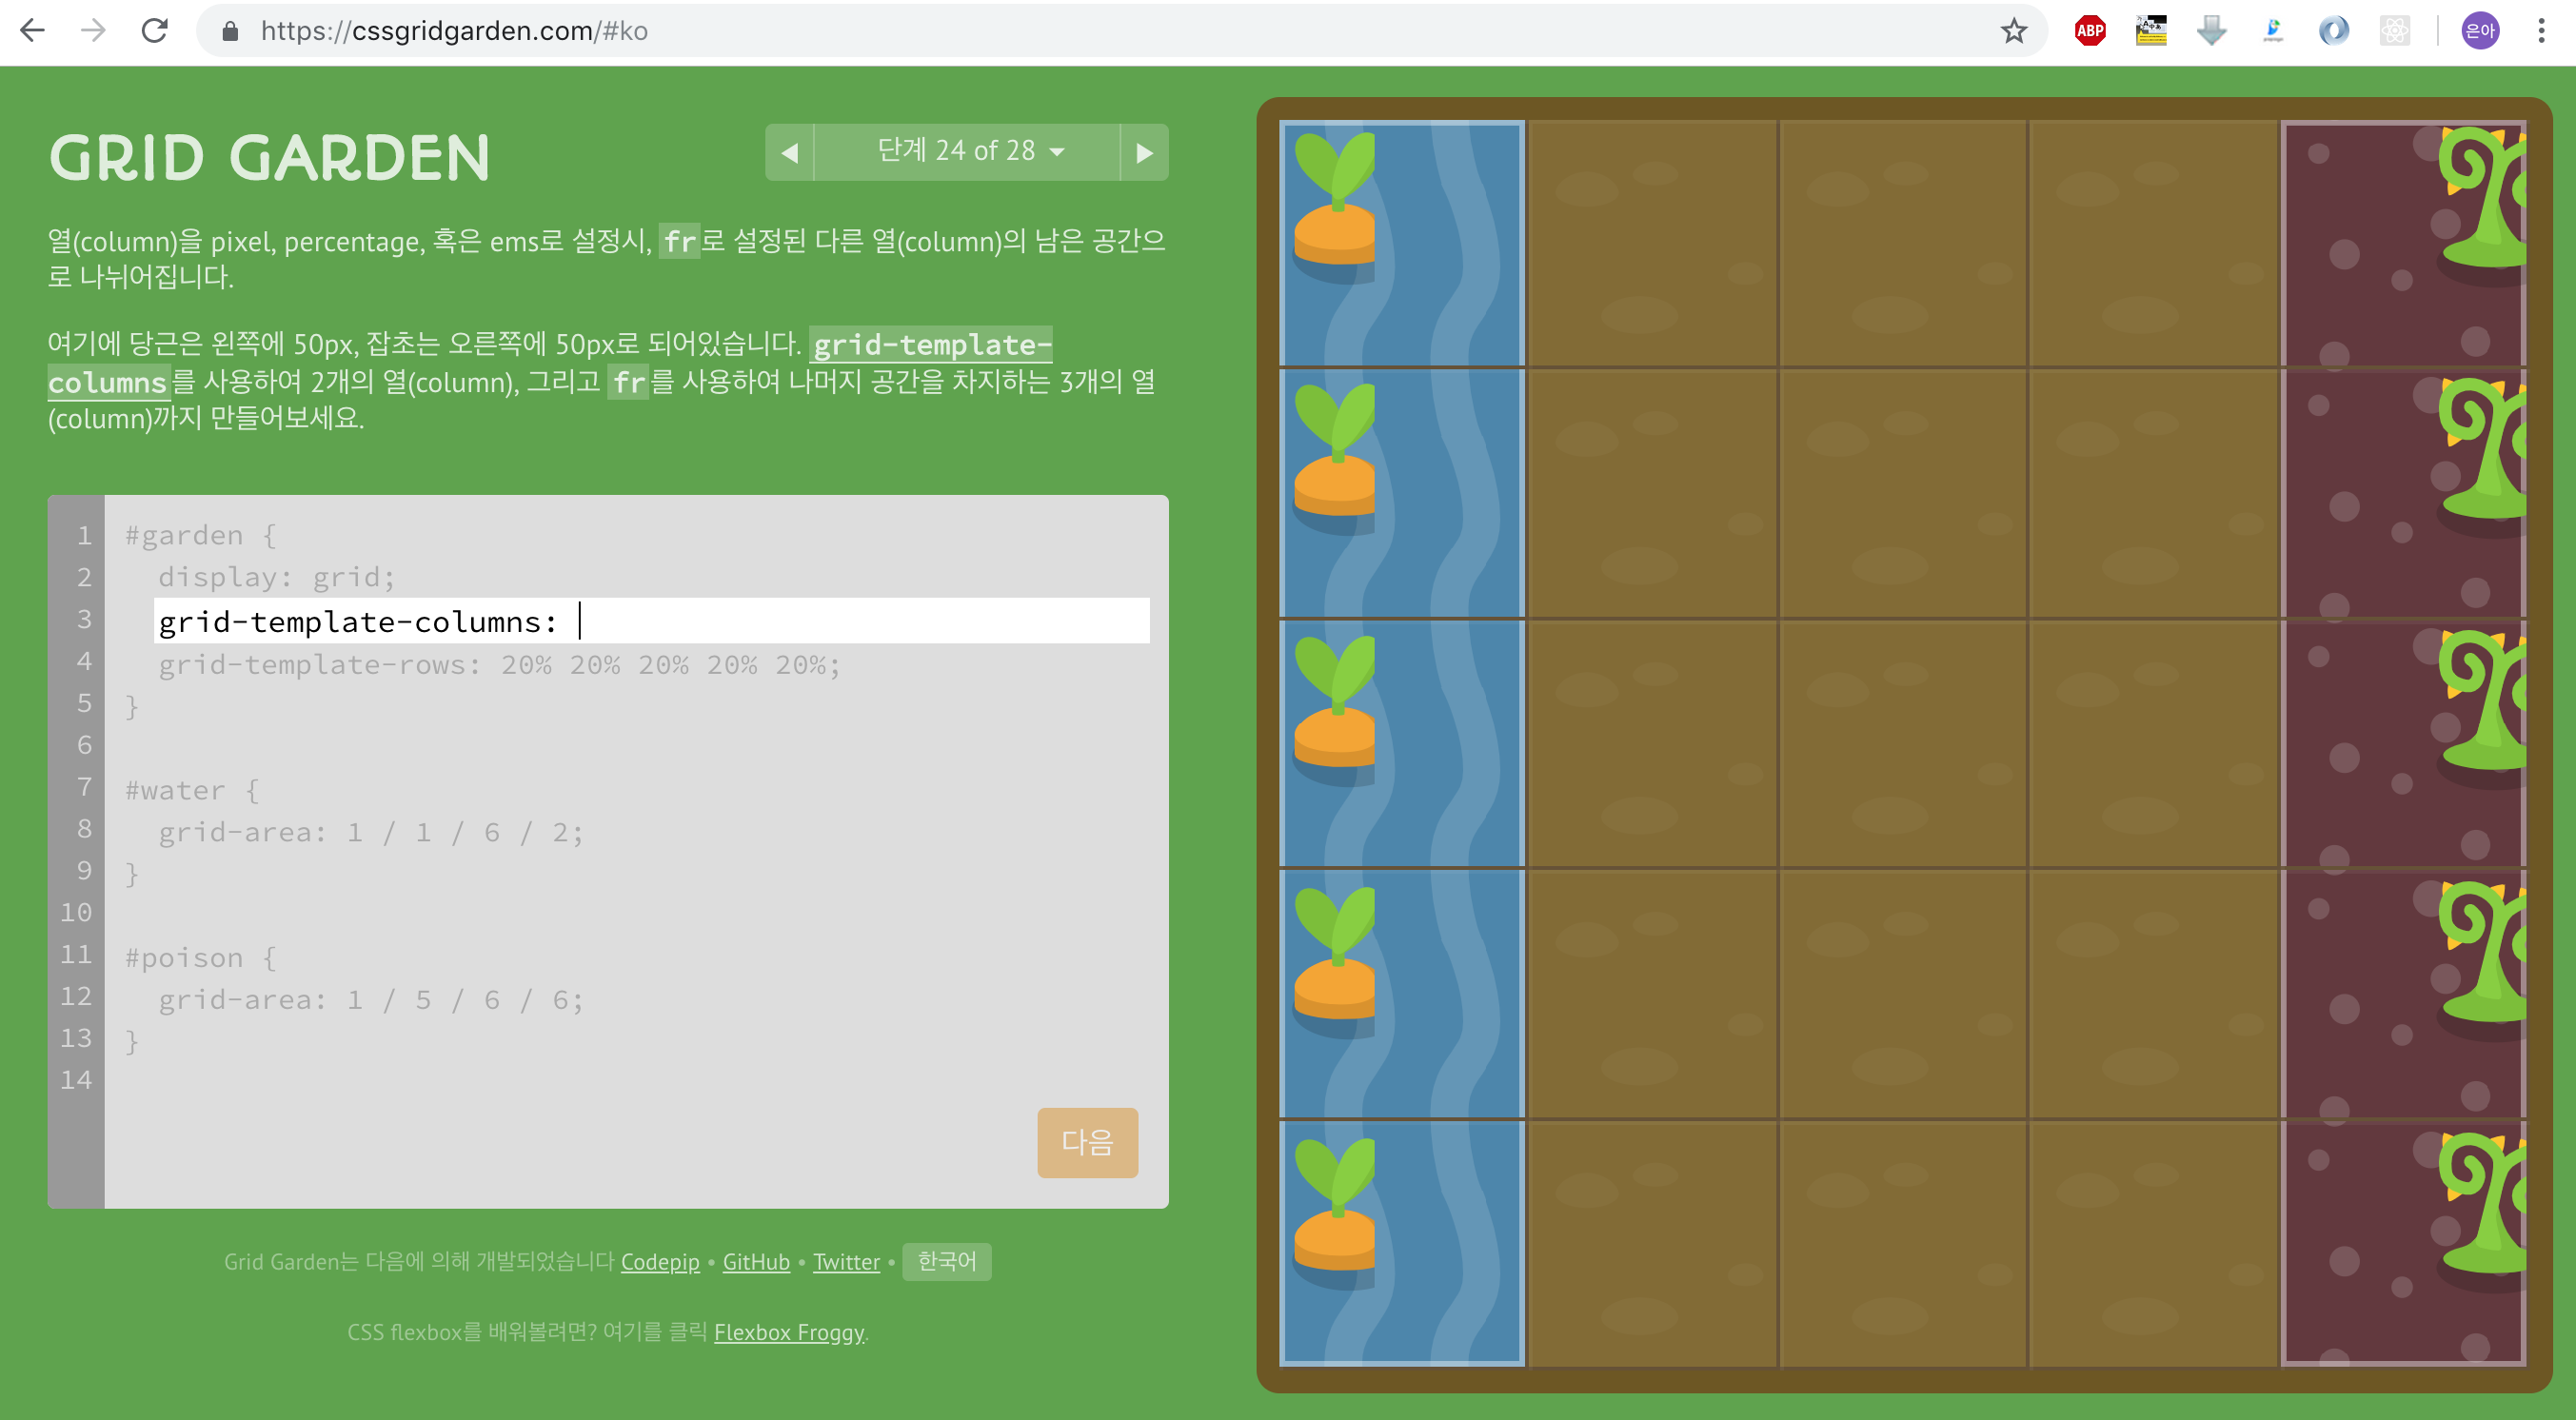 https://cssgridgarden.com/#ko
ABP
은아
GRID GARDEN
단계 24 of 28
열(column)을 pixel, percentage, 혹은 ems로 설정시, fr로 설정된 다른 열(column)의 남은 공간으
로 나뉘어집니다.
여기에 당근은 왼쪽에 50px, 잡초는 오른쪽에 50px로 되어있습니다. grid-template-
columns를 사용하여 2개의 열(column), 그리고 fr를 사용하여 나머지 공간을 차지하는 3개의 열
(column)까지 만들어보세요.
1 #garden {
2 display: grid;
3 grid-template-columns:
4 grid-template-rows: 20% 20% 20% 20% 20%;
5 }
6
7 #water {
8 grid-area: 1 / 1 / 6 / 2;
9 }
10
11 #poison {
12 grid-area: 1 / 5 / 6 / 6;
13 }
14
다음
Grid Garden는 다음에 의해 개발되었습니다 Codepip • GitHub • Twitter • 한국어
CSS flexbox를 배워볼려면? 여기를 클릭 Flexbox Froggy.